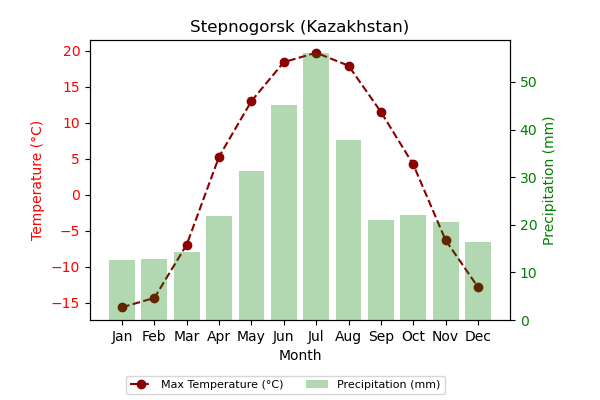 Stepnogorsk (Kazakhstan)
20
15
10
5
0
−5
−10
−15
Temperature (°C)
50
40
30
20
10
0
Precipitation (mm)
Jan Feb Mar Apr May Jun Jul Aug Sep Oct Nov Dec
Month
Max Temperature (°C) Precipitation (mm)